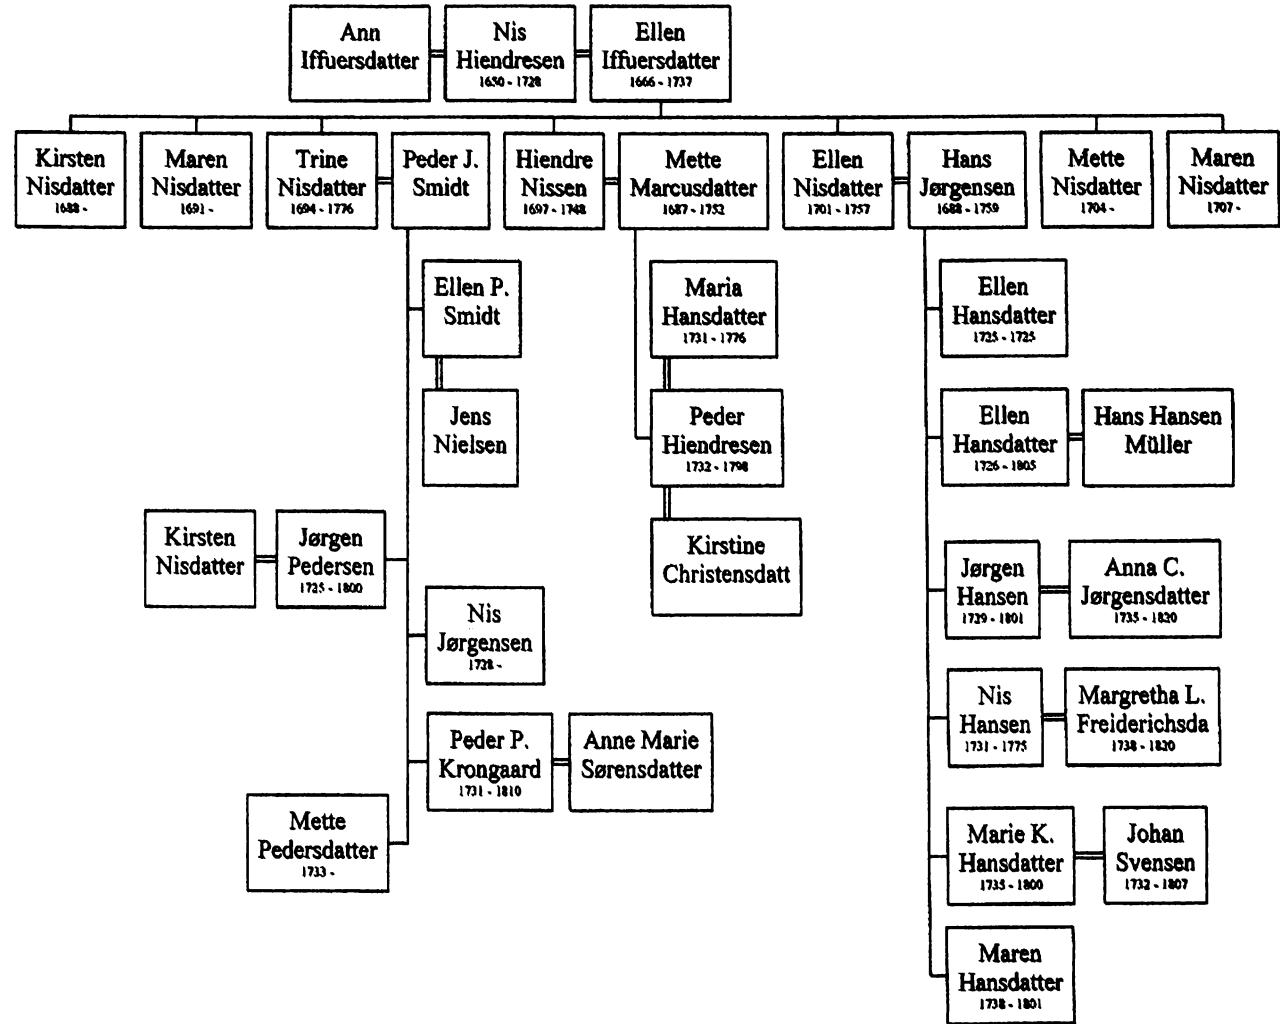 Ann
Iffuersdatter
Nis
Hiendresen
1650 - 1728
Ellen
Iffuersdatter
1666 - 1737
Kirsten
Nisdatter
1688 -
Maren
Nisdatter
1691 -
Trine
Nisdatter
1694 - 1776
Peder J.
Smidt
Hiendre
Nissen
1697 - 1748
Mette
Marcusdatter
1687 - 1752
Ellen
Nisdatter
1701 - 1757
Hans
Jørgensen
1688 - 1759
Mette
Nisdatter
1704 -
Maren
Nisdatter
1707 -
Ellen P.
Smidt
Jens
Nielsen
Kirsten
Nisdatter
Jørgen
Pedersen
1725 - 1800
Nis
Jørgensen
1728 -
Peder P.
Krongaard
1731 - 1810
Anne Marie
Sørensdatter
Mette
Pedersdatter
1733 -
Maria
Hansdatter
1731 - 1776
Peder
Hiendresen
1732 - 1798
Kirstine
Christensdatt
Ellen
Hansdatter
1725 - 1725
Ellen
Hansdatter
1726 - 1805
Hans Hansen
Müller
Jørgen
Hansen
1729 - 1801
Anna C.
Jørgensdatter
1735 - 1820
Nis
Hansen
1731 - 1775
Margretha L.
Freiderichsda
1738 - 1820
Marie K.
Hansdatter
1735 - 1800
Johan
Svensen
1732 - 1807
Maren
Hansdatter
1738 - 1801